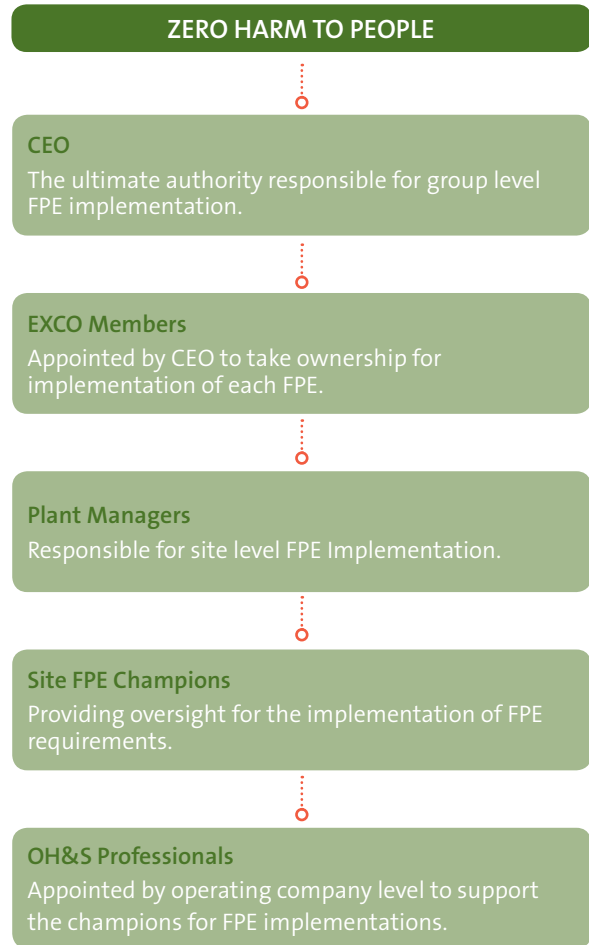 ZERO HARM TO PEOPLE
CEO
The ultimate authority responsible for group level
FPE implementation.
EXCO Members
Appointed by CEO to take ownership for
implementation of each FPE.
Plant Managers
Responsible for site level FPE Implementation.
Site FPE Champions
Providing oversight for the implementation of FPE
requirements.
OH&S Professionals
Appointed by operating company level to support
the champions for FPE implementations.